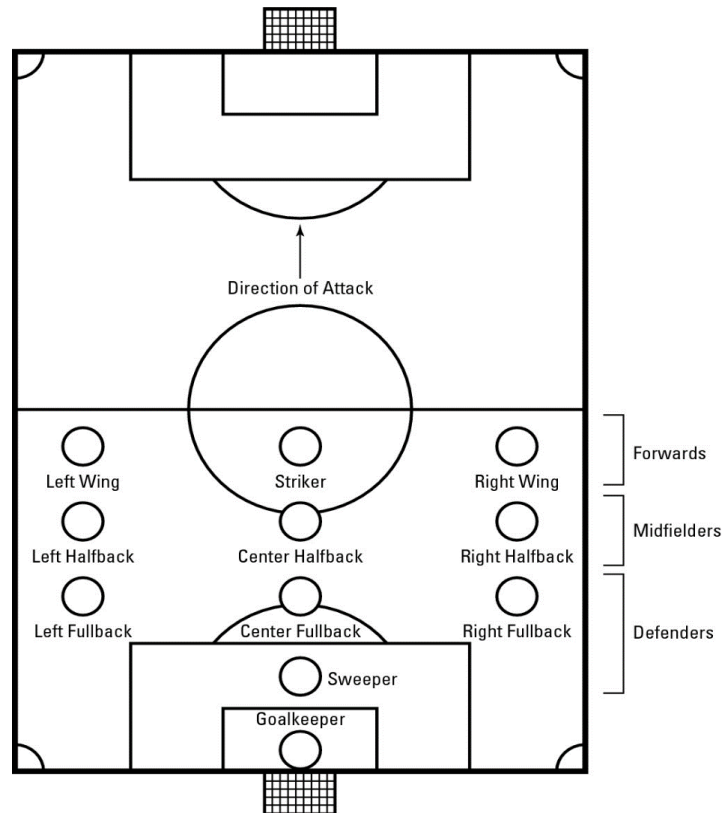 Direction of Attack
Left Wing
Striker
Right Wing
Forwards
Left Halfback
Center Halfback
Right Halfback
Midfielders
Left Fullback
Center Fullback
Right Fullback
Defenders
Sweeper
Goalkeeper